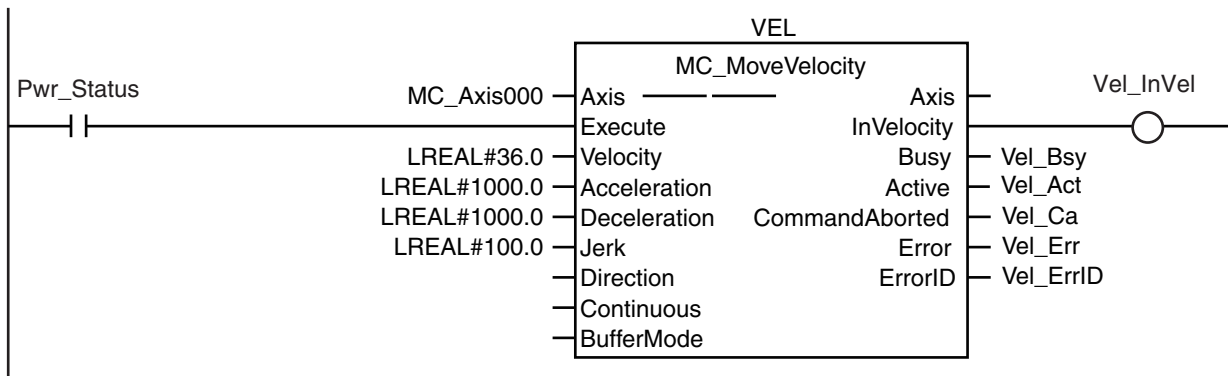 VEL
MC_MoveVelocity
Pwr_Status
Vel_InVel
MC_Axis000 Axis Axis
Execute InVelocity
LREAL#36.0 Velocity Busy Vel_Bsy
LREAL#1000.0 Acceleration Active Vel_Act
LREAL#1000.0 Deceleration CommandAborted Vel_Ca
LREAL#100.0 Jerk Error Vel_Err
Direction ErrorID Vel_ErrID
Continuous
BufferMode